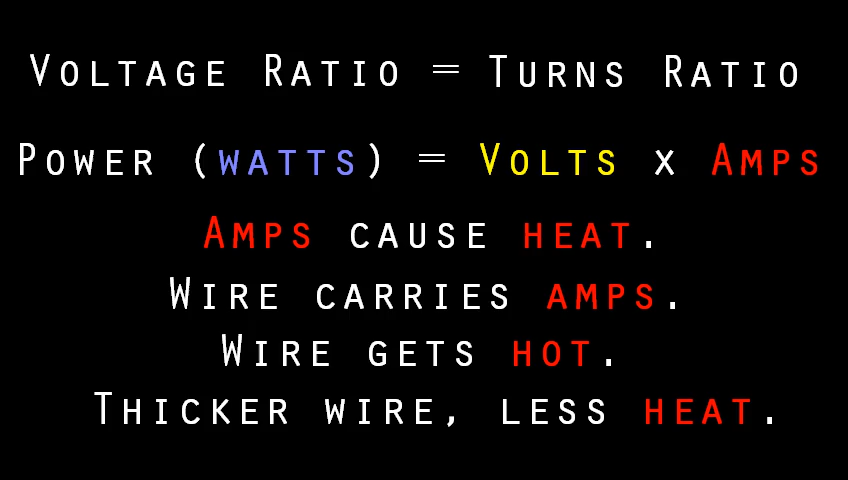 Voltage Ratio = Turns Ratio
Power (watts) = Volts x Amps
Amps cause heat.
Wire carries amps.
Wire gets hot.
Thicker wire, less heat.